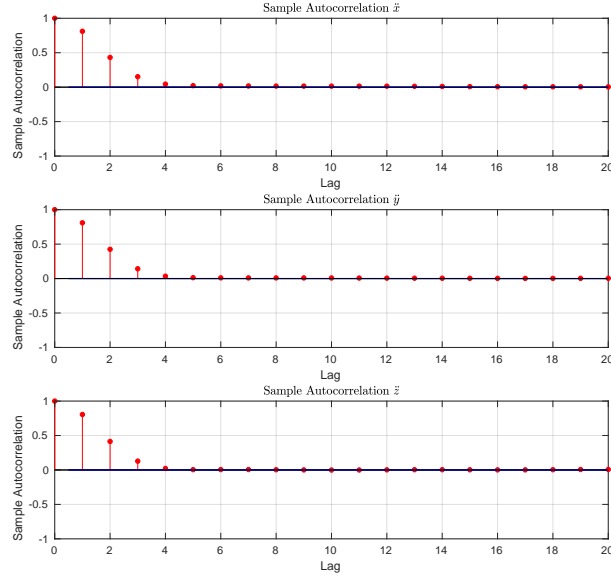 Sample Autocorrelation ẍ
Sample Autocorrelation
1
0.5
0
-0.5
-1
0 2 4 6 8 10 12 14 16 18 20
Lag
Sample Autocorrelation ÿ
Sample Autocorrelation
1
0.5
0
-0.5
-1
0 2 4 6 8 10 12 14 16 18 20
Lag
Sample Autocorrelation z̈
Sample Autocorrelation
1
0.5
0
-0.5
-1
0 2 4 6 8 10 12 14 16 18 20
Lag